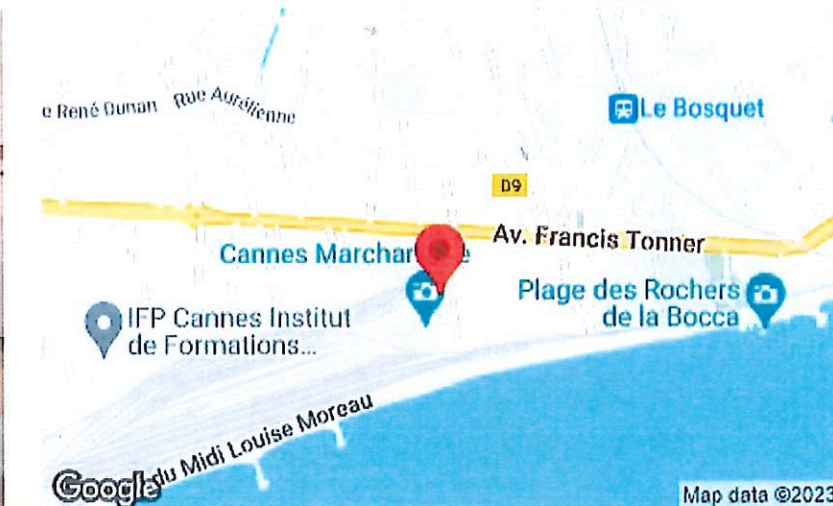 e René Dunan
Rue Aurélienne
Le Bosquet
D9
Av. Francis Tonner
Cannes Marchan e
Plage des Rochers
de la Bocca
IFP Cannes Institut
de Formations...
du Midi Louise Moreau
Google
Map data ©2023